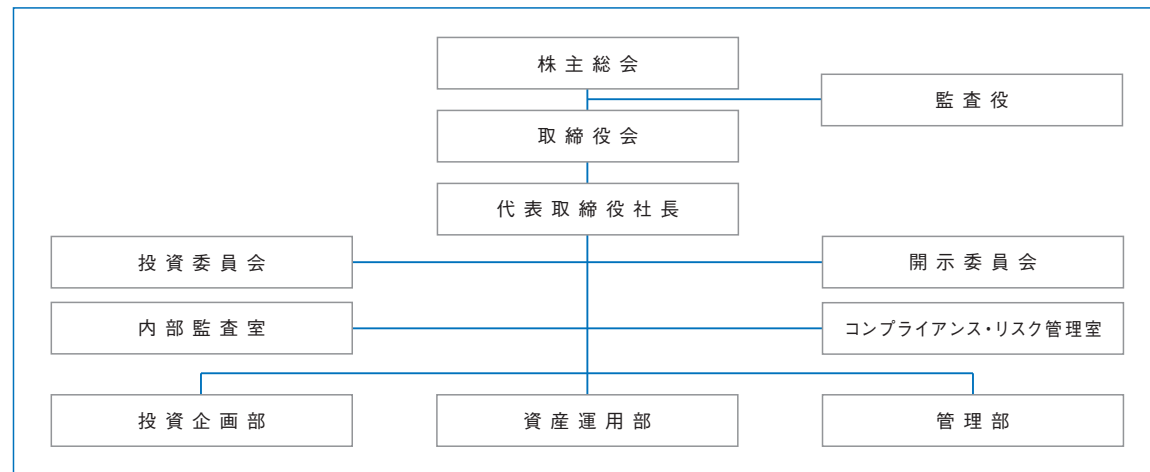 株主総会
監査役
取締役会
代表取締役社長
投資委員会
開示委員会
内部監査室
コンプライアンス・リスク管理室
投資企画部
資産運用部
管理部